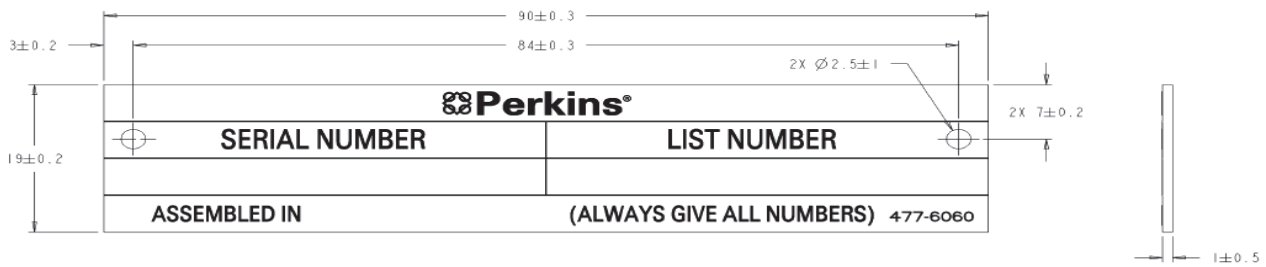 90±0.3
3±0.2
84±0.3
2X Ø2.5±1
Perkins®
2X 7±0.2
SERIAL NUMBER LIST NUMBER
19±0.2
ASSEMBLED IN (ALWAYS GIVE ALL NUMBERS) 477-6060
1±0.5